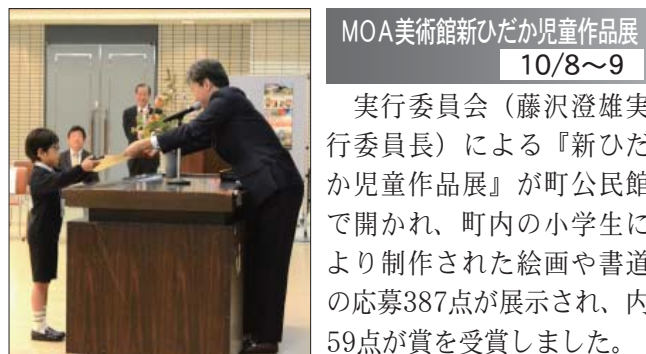 MOA美術館新ひだか児童作品展
10/8〜9
　実行委員会（藤沢澄雄実
行委員長）による『新ひだ
か児童作品展』が町公民館
で開かれ、町内の小学生に
より制作された絵画や書道
の応募387点が展示され、内
59点が賞を受賞しました。